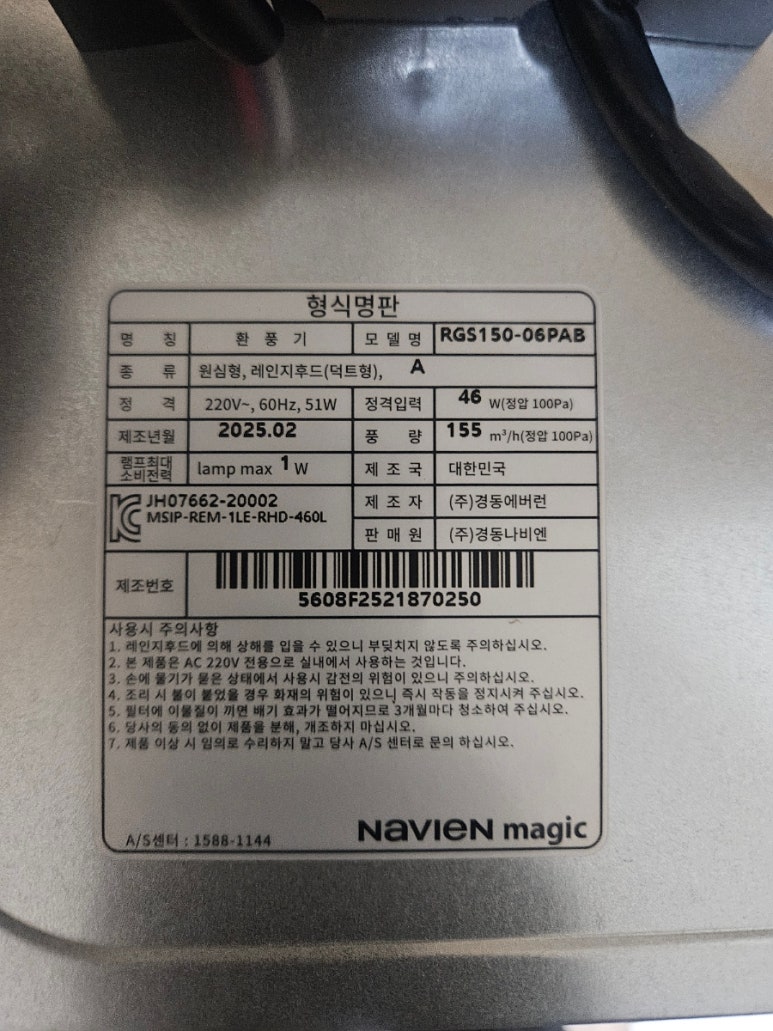 형식명판
명 칭 환 풍 기 모 델 명 RGS150-06PAB
종 류 원심형, 레인지후드(덕트형), A
정 격 220V~, 60Hz, 51W 정격입력 46 W(정압 100Pa)
제조년월 2025.02 풍 량 155 m³/h(정압 100Pa)
램프최대 소비전력 lamp max 1 W 제 조 국 대한민국
JH07662-20002 제 조 자 (주)경동에버런
MSIP-REM-1LE-RHD-460L
판 매 원 (주)경동나비엔
제조번호 5608F2521870250
사용시 주의사항
1. 레인지후드에 의해 상해를 입을 수 있으니 부딪치지 않도록 주의하십시오.
2. 본 제품은 AC 220V 전용으로 실내에서 사용하는 것입니다.
3. 손에 물기가 묻은 상태에서 사용시 감전의 위험이 있으니 주의하십시오.
4. 조리 시 불이 붙었을 경우 화재의 위험이 있으니 즉시 작동을 정지시켜 주십시오.
5. 필터에 이물질이 끼면 배기 효과가 떨어지므로 3개월마다 청소하여 주십시오.
6. 당사의 동의 없이 제품을 분해, 개조하지 마십시오.
7. 제품 이상 시 임의로 수리하지 말고 당사 A/S 센터로 문의 하십시오.
A/S센터 : 1588-1144 NAVIEN magic